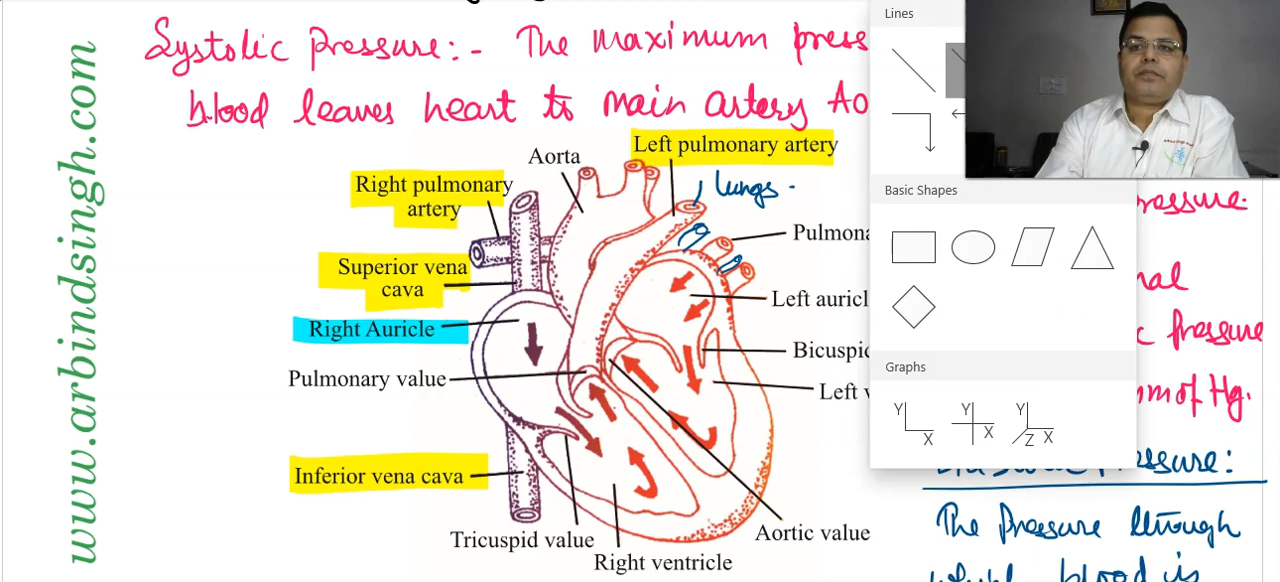 www.arbindsingh.com
Systolic Pressure:- The maximum press
blood leaves heart to main artery Ao
Aorta
Left pulmonary artery
Right pulmonary
artery
lungs.
Pulmona
Superior vena
cava
Left auricl
Right Auricle
Bicuspid
Pulmonary value
Left v
Inferior vena cava
Aortic value
Tricuspid value
Right ventricle
Lines
Basic Shapes
Graphs
Y
X
Y
X
Y
Z X
ressure.
nal
c pressure
mm of Hg.
ssure:
The Pressure through
blood is